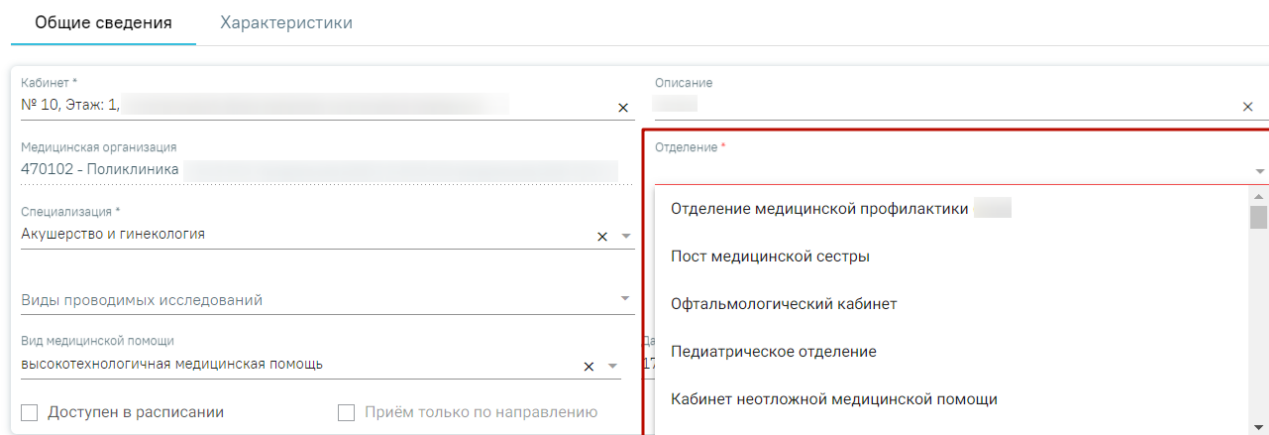 Общие сведения Характеристики
Кабинет *
№ 10, Этаж: 1,
Описание
Медицинская организация
470102 - Поликлиника
Отделение *
Специализация *
Акушерство и гинекология
Виды проводимых исследований
Вид медицинской помощи
высокотехнологичная медицинская помощь
Доступен в расписании Приём только по направлению
Отделение медицинской профилактики
Пост медицинской сестры
Офтальмологический кабинет
Педиатрическое отделение
Кабинет неотложной медицинской помощи